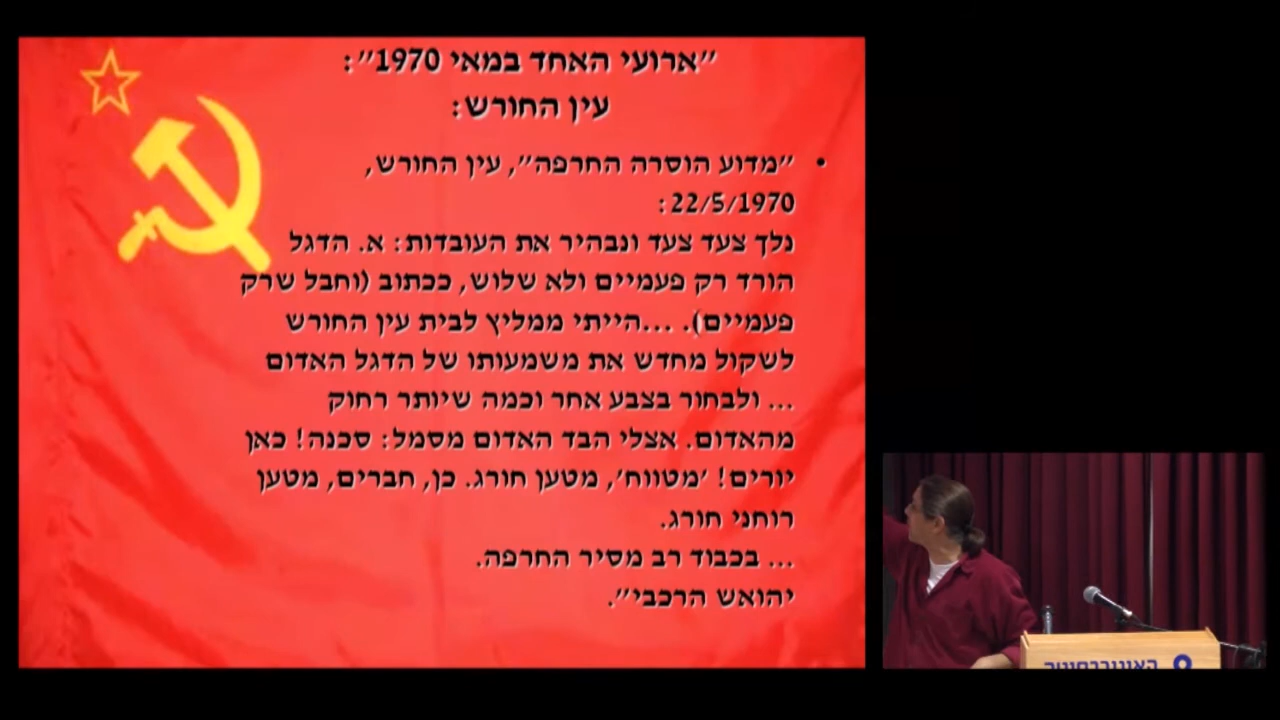 ״ארועי האחד במאי 1970״:
עין החורש:
• ״מדוע הוסרה החרפה״, עין החורש,
22/5/1970:
נלך צעד צעד ונבהיר את העובדות: א. הדגל
הורד רק פעמיים ולא שלוש, ככתוב (וחבל שרק
פעמיים). ...הייתי ממליץ לבית עין החורש
לשקול מחדש את משמעותו של הדגל האדום
... ולבחור בצבע אחר וכמה שיותר רחוק
מהאדום. אצלי הבד האדום מסמל: סכנה! כאן
יורים! ׳מטווח׳, מטען חורג. כן, חברים, מטען
רוחני חורג.
... בכבוד רב מסיר החרפה.
יהואש הרכבי״.
האוניברסיטה